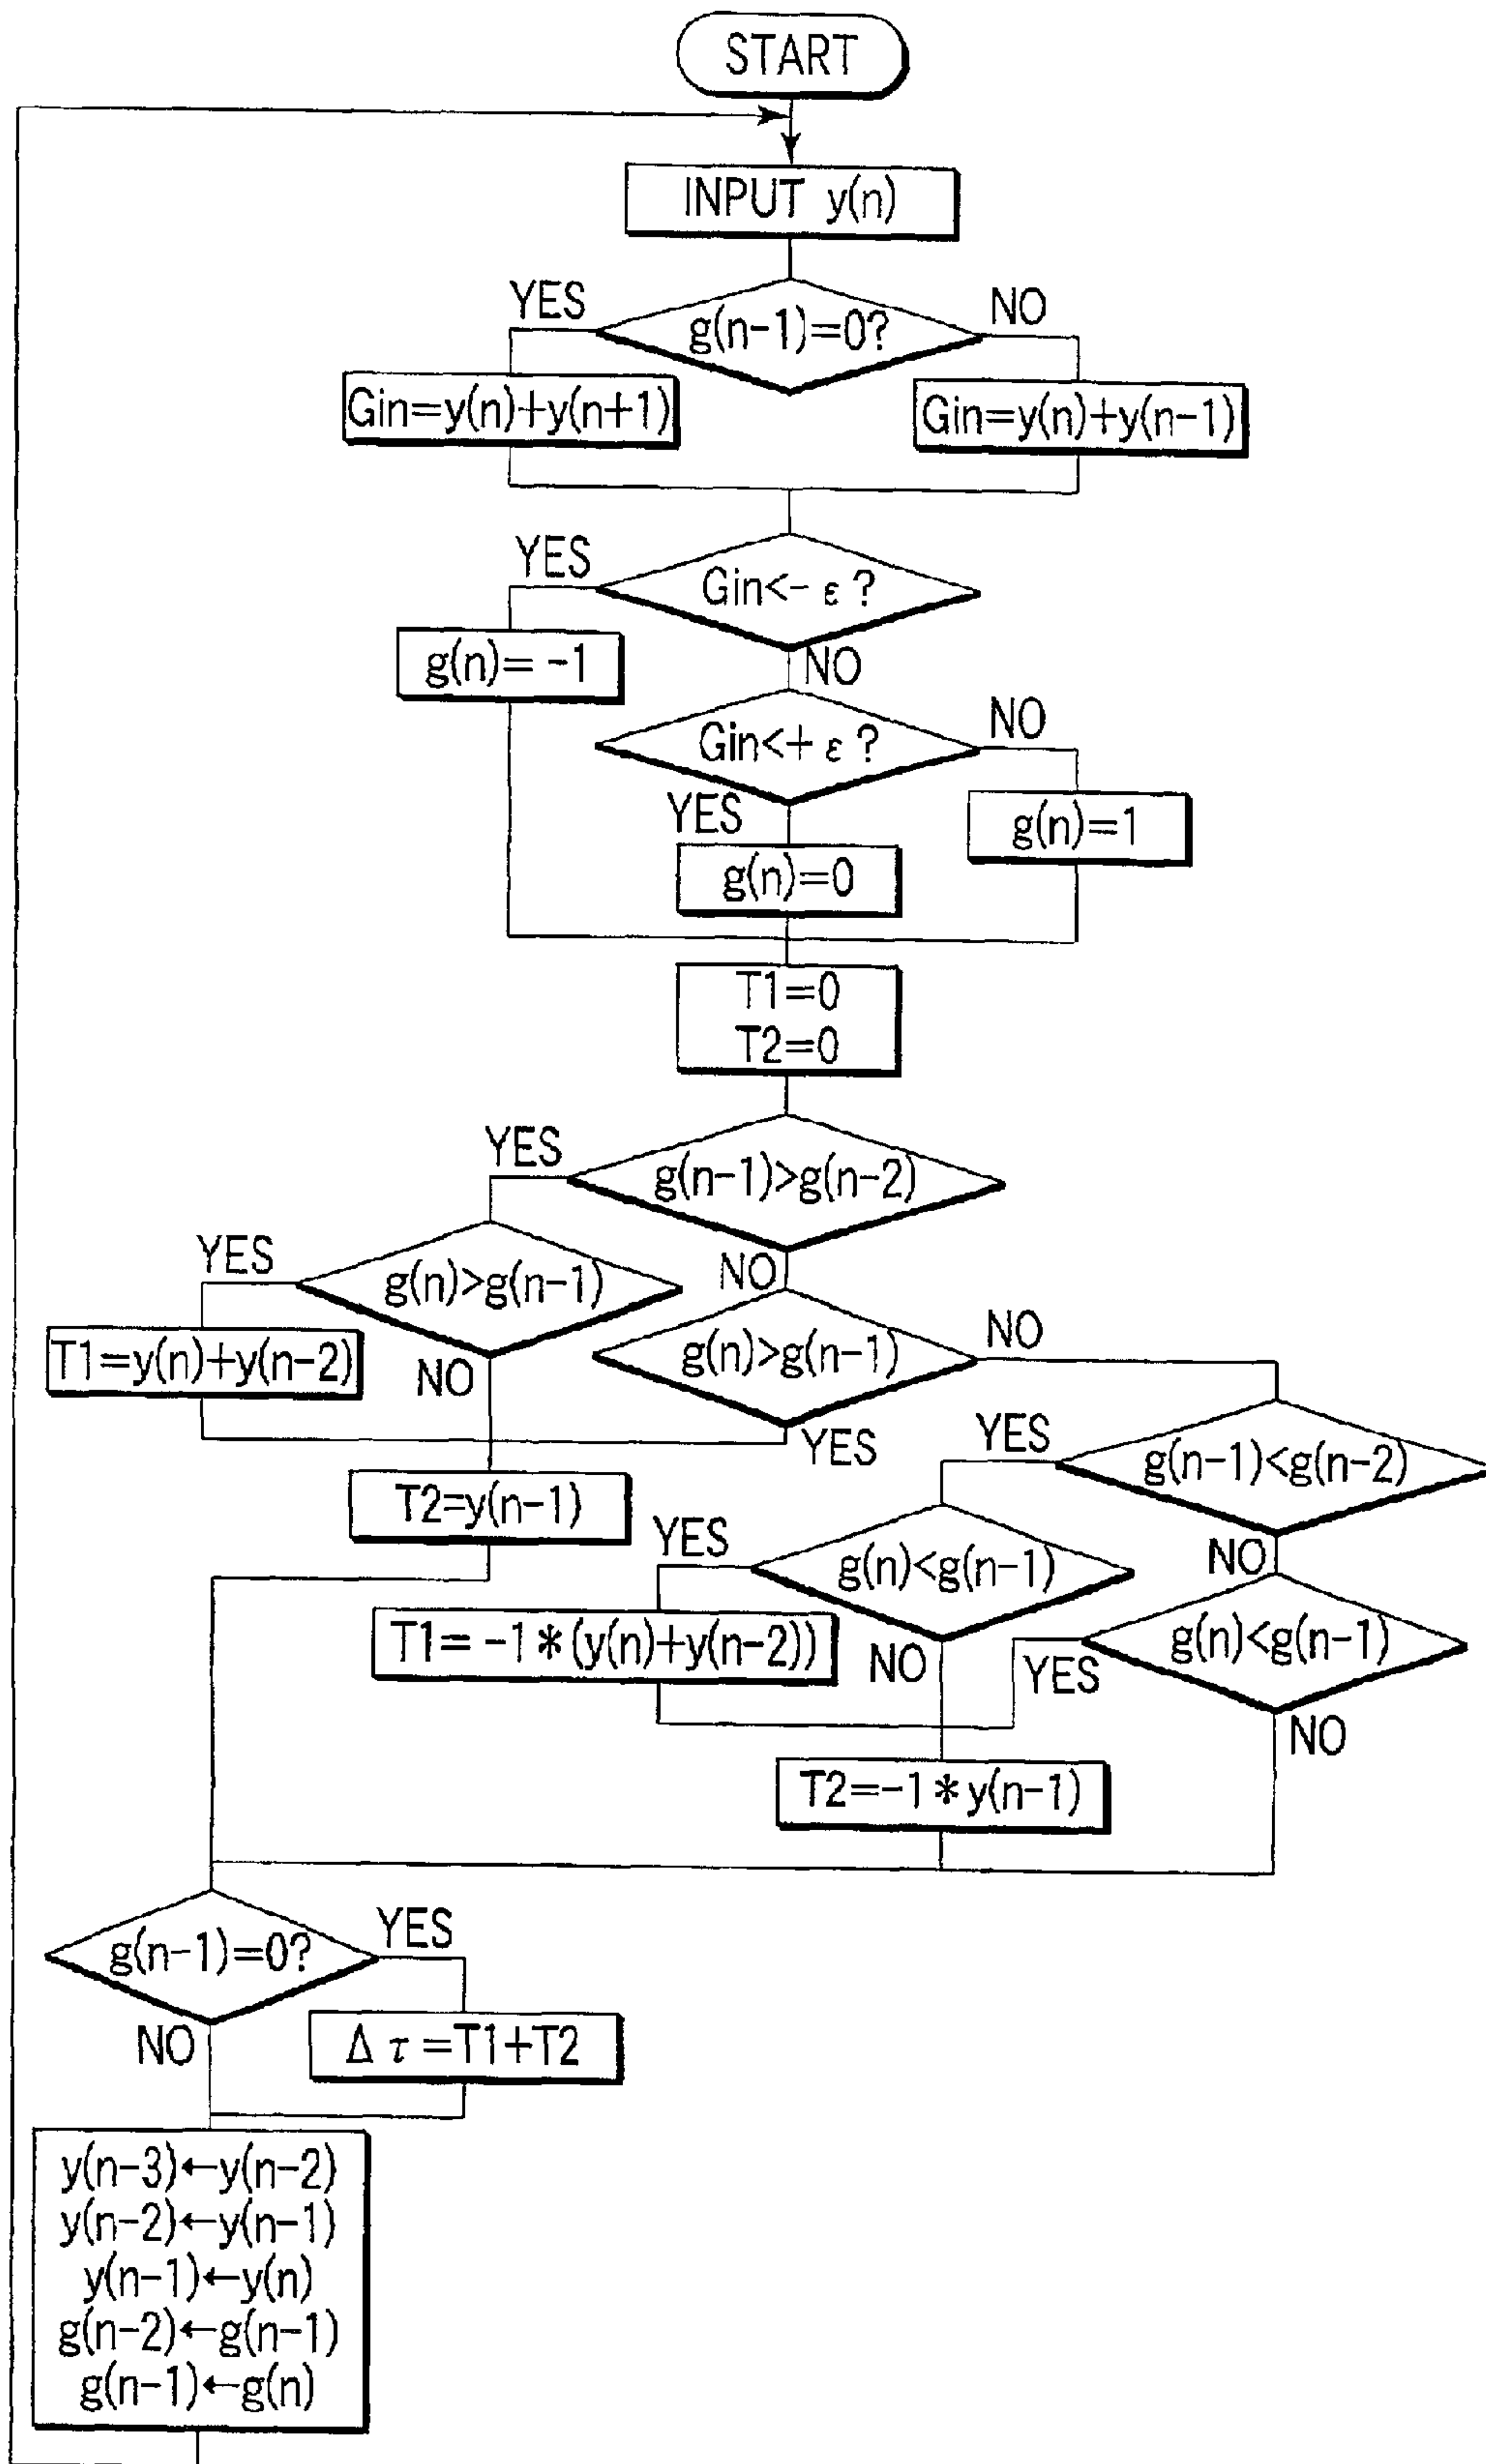 START
INPUT y(n)
YES
g(n-1)=0?
NO
Gin=y(n)+y(n+1)
Gin=y(n)+y(n-1)
YES
Gin<- ε ?
g(n)= -1
NO
Gin<+ ε ?
NO
YES
g(n)=1
g(n)=0
T1=0
T2=0
YES
g(n-1)>g(n-2)
YES
g(n)>g(n-1)
NO
T1=y(n)+y(n-2)
NO
g(n)>g(n-1)
NO
YES
YES
g(n-1)<g(n-2)
T2=y(n-1)
YES
g(n)<g(n-1)
NO
T1= -1*(y(n)+y(n-2))
NO
YES
g(n)<g(n-1)
NO
T2=-1*y(n-1)
g(n-1)=0?
YES
NO
Δ τ =T1+T2
y(n-3)←y(n-2)
y(n-2)←y(n-1)
y(n-1)←y(n)
g(n-2)←g(n-1)
g(n-1)←g(n)